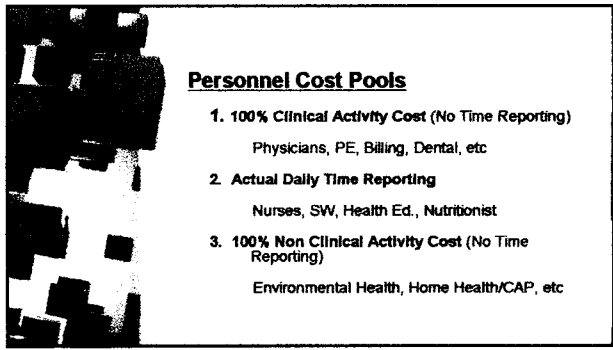 Personnel Cost Pools
1. 100% Clinical Activity Cost (No Time Reporting)
Physicians, PE, Billing, Dental, etc
2. Actual Daily Time Reporting
Nurses, SW, Health Ed., Nutritionist
3. 100% Non Clinical Activity Cost (No Time
Reporting)
Environmental Health, Home Health/CAP, etc